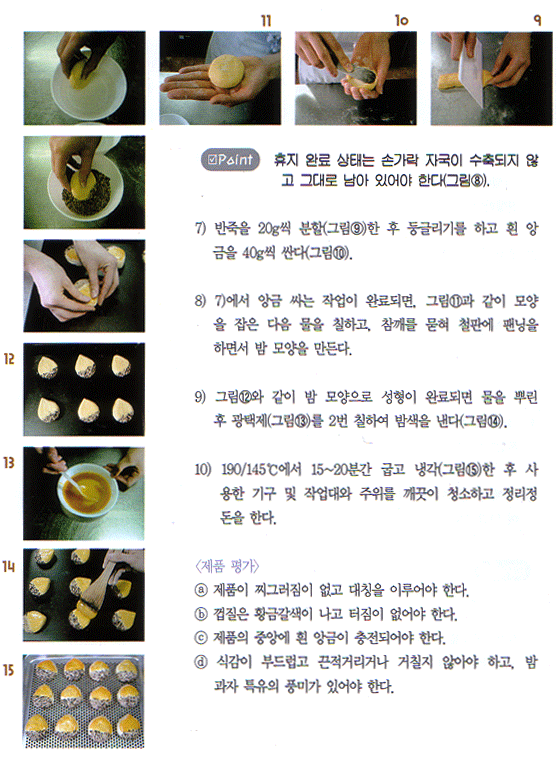 11
10
9
☑Point 휴지 완료 상태는 손가락 자국이 수축되지 않
고 그대로 남아 있어야 한다(그림⑧).
7) 반죽을 20g씩 분할(그림⑨)한 후 둥글리기를 하고 흰 앙
금을 40g씩 싼다(그림⑩).
8) 7)에서 앙금 싸는 작업이 완료되면, 그림⑪과 같이 모양
을 잡은 다음 물을 칠하고, 참깨를 묻혀 철판에 팬닝을
하면서 밤 모양을 만든다.
12
9) 그림⑫와 같이 밤 모양으로 성형이 완료되면 물을 뿌린
후 광택제(그림⑬)를 2번 칠하여 밤색을 낸다(그림⑭).
13
10) 190/145℃에서 15~20분간 굽고 냉각(그림⑮)한 후 사
용한 기구 및 작업대와 주위를 깨끗이 청소하고 정리정
돈을 한다.
14
〈제품 평가〉
ⓐ 제품이 찌그러짐이 없고 대칭을 이루어야 한다.
ⓑ 껍질은 황금갈색이 나고 터짐이 없어야 한다.
ⓒ 제품의 중앙에 흰 앙금이 충전되어야 한다.
15
ⓓ 식감이 부드럽고 끈적거리거나 거칠지 않아야 하고, 밤
과자 특유의 풍미가 있어야 한다.